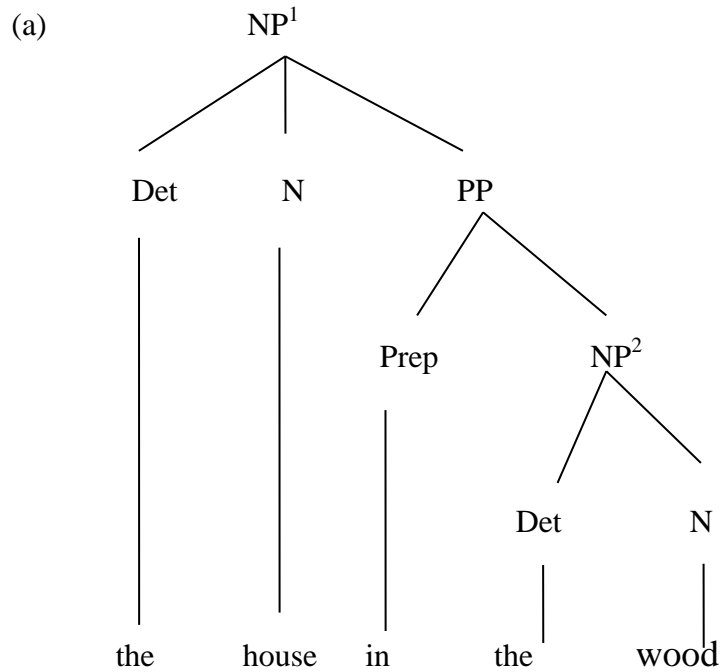 (a) NP¹
Det N PP
Prep NP²
Det N
the house in the wood